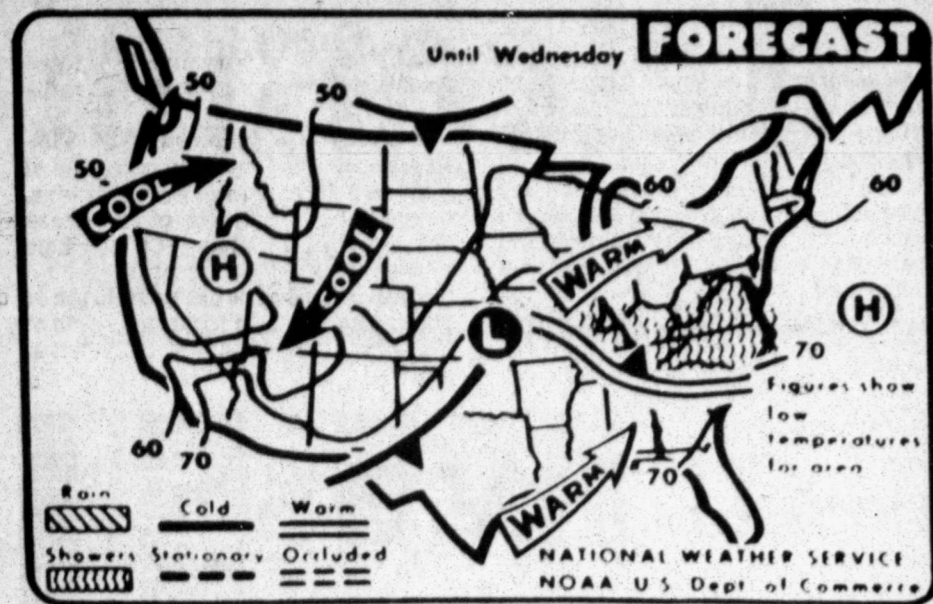 FORECAST
Until Wednesday
50
50
50
COOL
COOL
H
60
60
WARM
H
L
70
Figures show
low
temperatures
for area
60
70
70
WARM
Rain
Cold
Warm
Showers
Stationary
Occluded
NATIONAL WEATHER SERVICE
NOAA U S Dept of Commerce